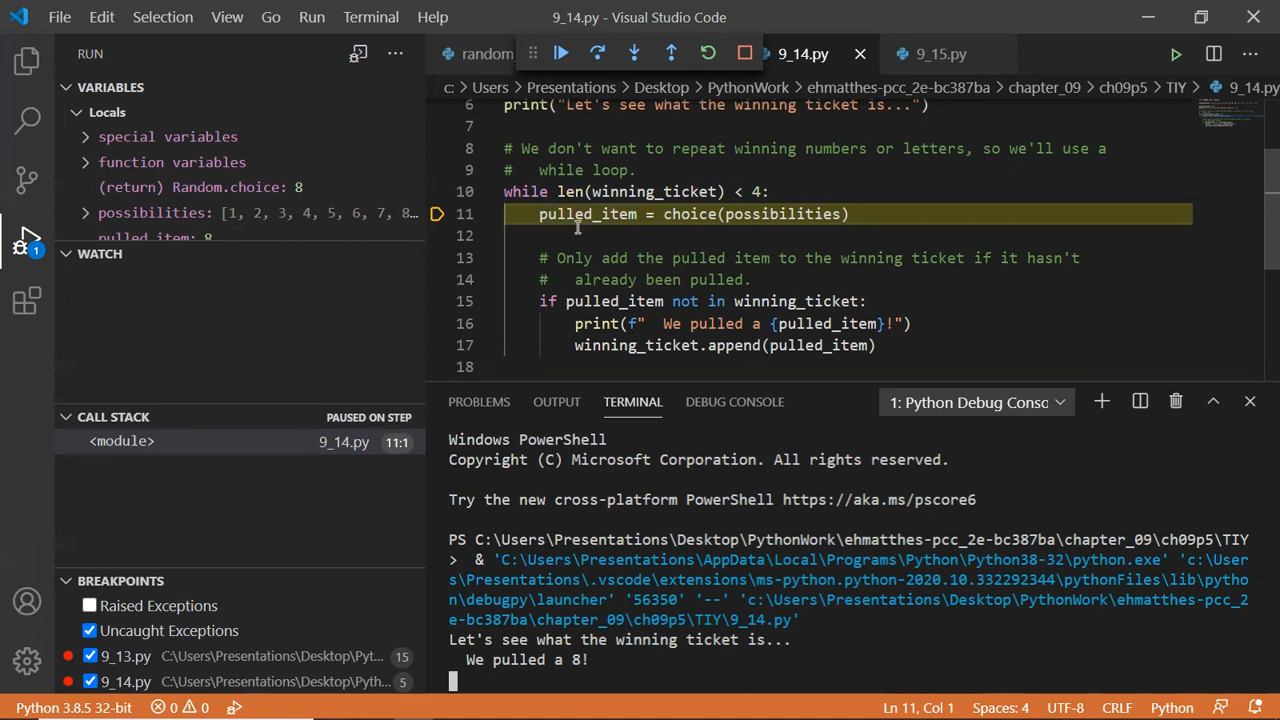 File Edit Selection View Go Run Terminal Help
9_14.py - Visual Studio Code
RUN
VARIABLES
Locals
special variables
function variables
(return) Random.choice: 8
possibilities: [1, 2, 3, 4, 5, 6, 7, 8...
pulled_item: 8
WATCH
CALL STACK PAUSED ON STEP
<module> 9_14.py 11:1
BREAKPOINTS
Raised Exceptions
Uncaught Exceptions
9_13.py C:\Users\Presentations\Desktop\Pyt... 15
9_14.py C:\Users\Presentations\Desktop\Pyth... 5
random 9_14.py 9_15.py
c: > Users > Presentations > Desktop > PythonWork > ehmatthes-pcc_2e-bc387ba > chapter_09 > ch09p5 > TIY > 9_14.py
6 print("Let's see what the winning ticket is...")
7
8 # We don't want to repeat winning numbers or letters, so we'll use a
9 #   while loop.
10 while len(winning_ticket) < 4:
11     pulled_item = choice(possibilities)
12
13     # Only add the pulled item to the winning ticket if it hasn't
14     #   already been pulled.
15     if pulled_item not in winning_ticket:
16         print(f"  We pulled a {pulled_item}!")
17         winning_ticket.append(pulled_item)
18
PROBLEMS OUTPUT TERMINAL DEBUG CONSOLE 1: Python Debug Consc
Windows PowerShell
Copyright (C) Microsoft Corporation. All rights reserved.
Try the new cross-platform PowerShell https://aka.ms/pscore6
PS C:\Users\Presentations\Desktop\PythonWork\ehmatthes-pcc_2e-bc387ba\chapter_09\ch09p5\TIY
> & 'C:\Users\Presentations\AppData\Local\Programs\Python\Python38-32\python.exe' 'c:\User
s\Presentations\.vscode\extensions\ms-python.python-2020.10.332292344\pythonFiles\lib\pytho
n\debugpy\launcher' '56350' '--' 'c:\Users\Presentations\Desktop\PythonWork\ehmatthes-pcc_2
e-bc387ba\chapter_09\ch09p5\TIY\9_14.py'
Let's see what the winning ticket is...
  We pulled a 8!
1
Python 3.8.5 32-bit 0 0 Ln 11, Col 1 Spaces: 4 UTF-8 CRLF Python